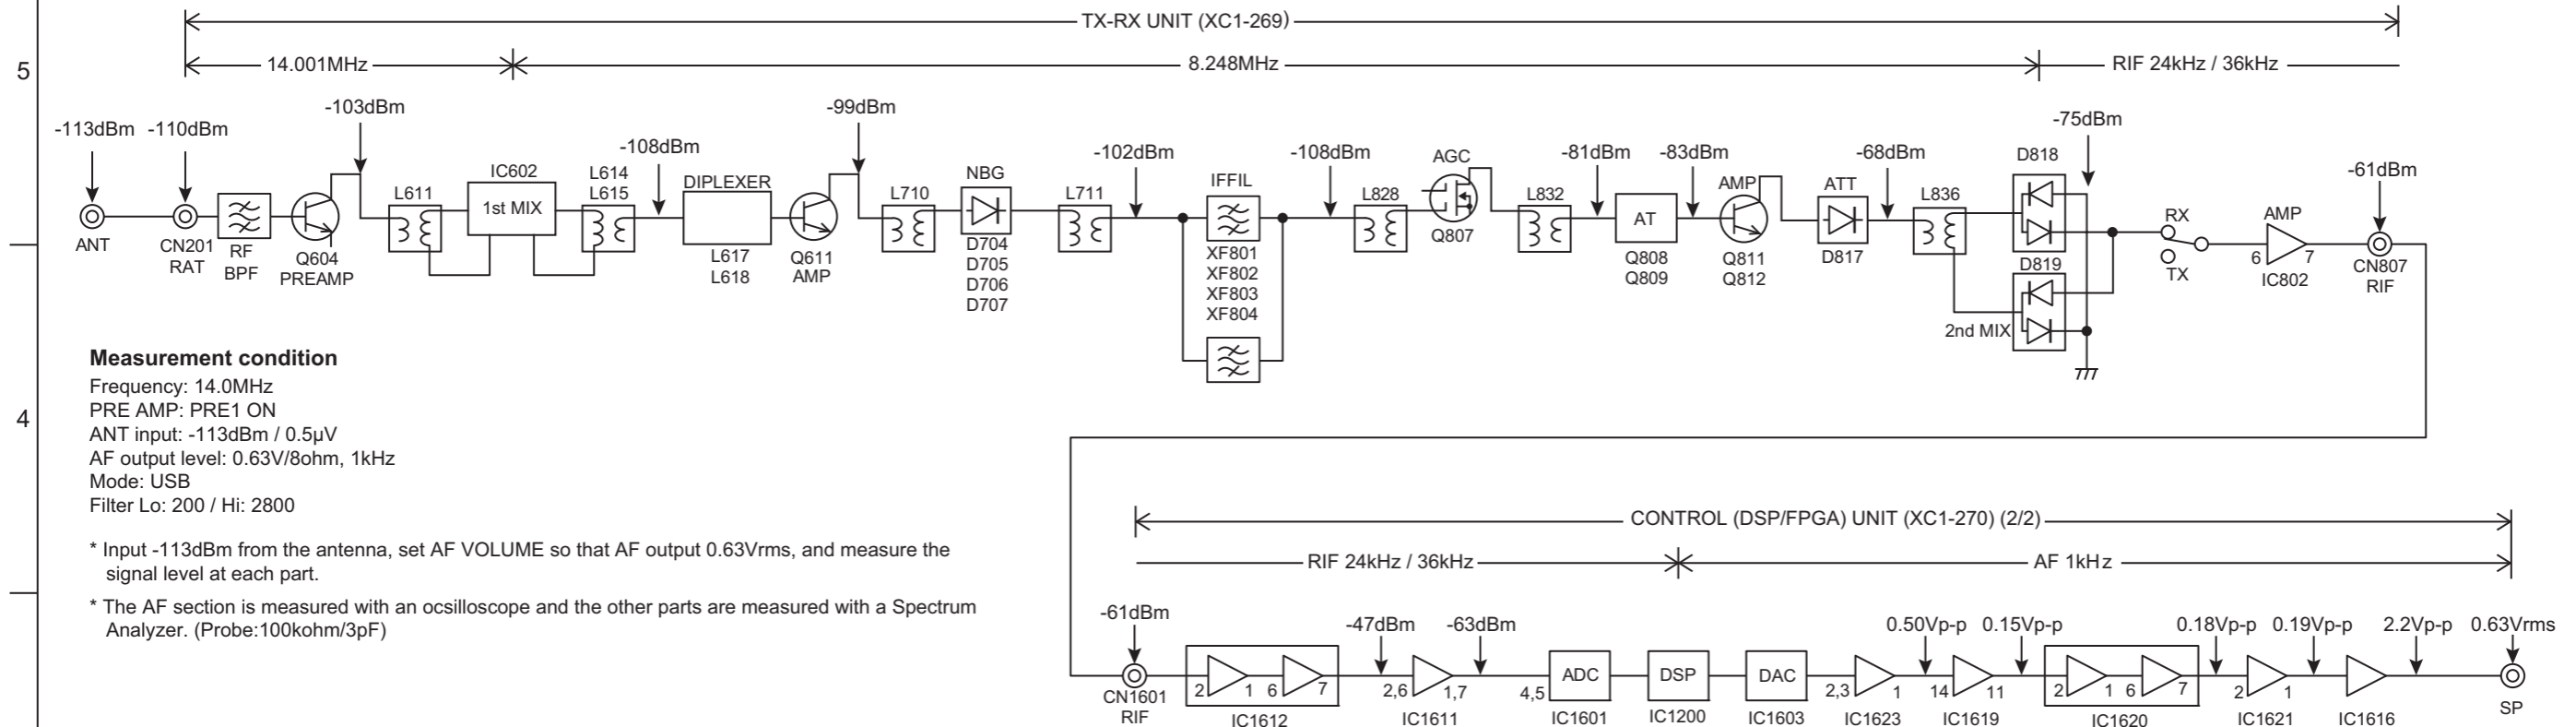 TX-RX UNIT (XC1-269)
5
14.001MHz
8.248MHz
RIF 24kHz / 36kHz
-113dBm
-110dBm
-103dBm
-108dBm
-99dBm
-102dBm
-108dBm
-81dBm
-83dBm
-68dBm
-75dBm
-61dBm
ANT
CN201
RAT
RF
BPF
Q604
PREAMP
L611
IC602
1st MIX
L614
L615
DIPLEXER
L617
L618
Q611
AMP
L710
NBG
D704
D705
D706
D707
L711
IFFIL
XF801
XF802
XF803
XF804
L828
AGC
Q807
L832
AT
Q808
Q809
AMP
Q811
Q812
ATT
D817
L836
D818
D819
2nd MIX
RX
TX
AMP
6
7
IC802
CN807
RIF
4
Measurement condition
Frequency: 14.0MHz
PRE AMP: PRE1 ON
ANT input: -113dBm / 0.5μV
AF output level: 0.63V/8ohm, 1kHz
Mode: USB
Filter Lo: 200 / Hi: 2800
* Input -113dBm from the antenna, set AF VOLUME so that AF output 0.63Vrms, and measure the
signal level at each part.
* The AF section is measured with an ocsilloscope and the other parts are measured with a Spectrum
Analyzer. (Probe:100kohm/3pF)
CONTROL (DSP/FPGA) UNIT (XC1-270) (2/2)
RIF 24kHz / 36kHz
AF 1kHz
-61dBm
-47dBm
-63dBm
0.50Vp-p
0.15Vp-p
0.18Vp-p
0.19Vp-p
2.2Vp-p
0.63Vrms
CN1601
RIF
2
1
6
7
IC1612
2,6
1,7
IC1611
4,5
ADC
IC1601
DSP
IC1200
DAC
IC1603
2,3
1
IC1623
14
11
IC1619
2
1
6
7
IC1620
2
1
IC1621
IC1616
SP